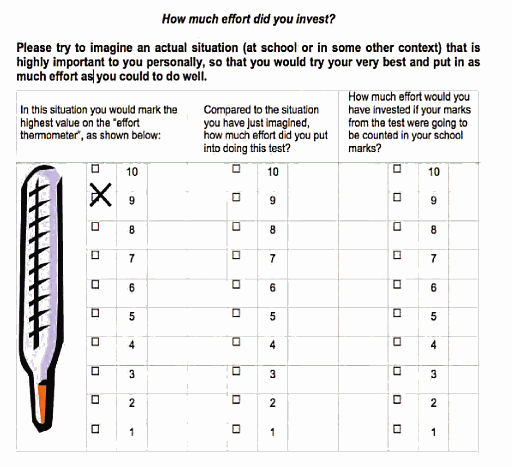 How much effort did you invest?
Please try to imagine an actual situation (at school or in some other context) that is
highly important to you personally, so that you would try your very best and put in as
much effort as you could to do well.
In this situation you would mark the
highest value on the "effort
thermometer", as shown below:
Compared to the situation
you have just imagined,
how much effort did you put
into doing this test?
How much effort would you
have invested if your marks
from the test were going to
be counted in your school
marks?
10 10 10
9 9 9
8 8 8
7 7 7
6 6 6
5 5 5
4 4 4
3 3 3
2 2 2
1 1 1